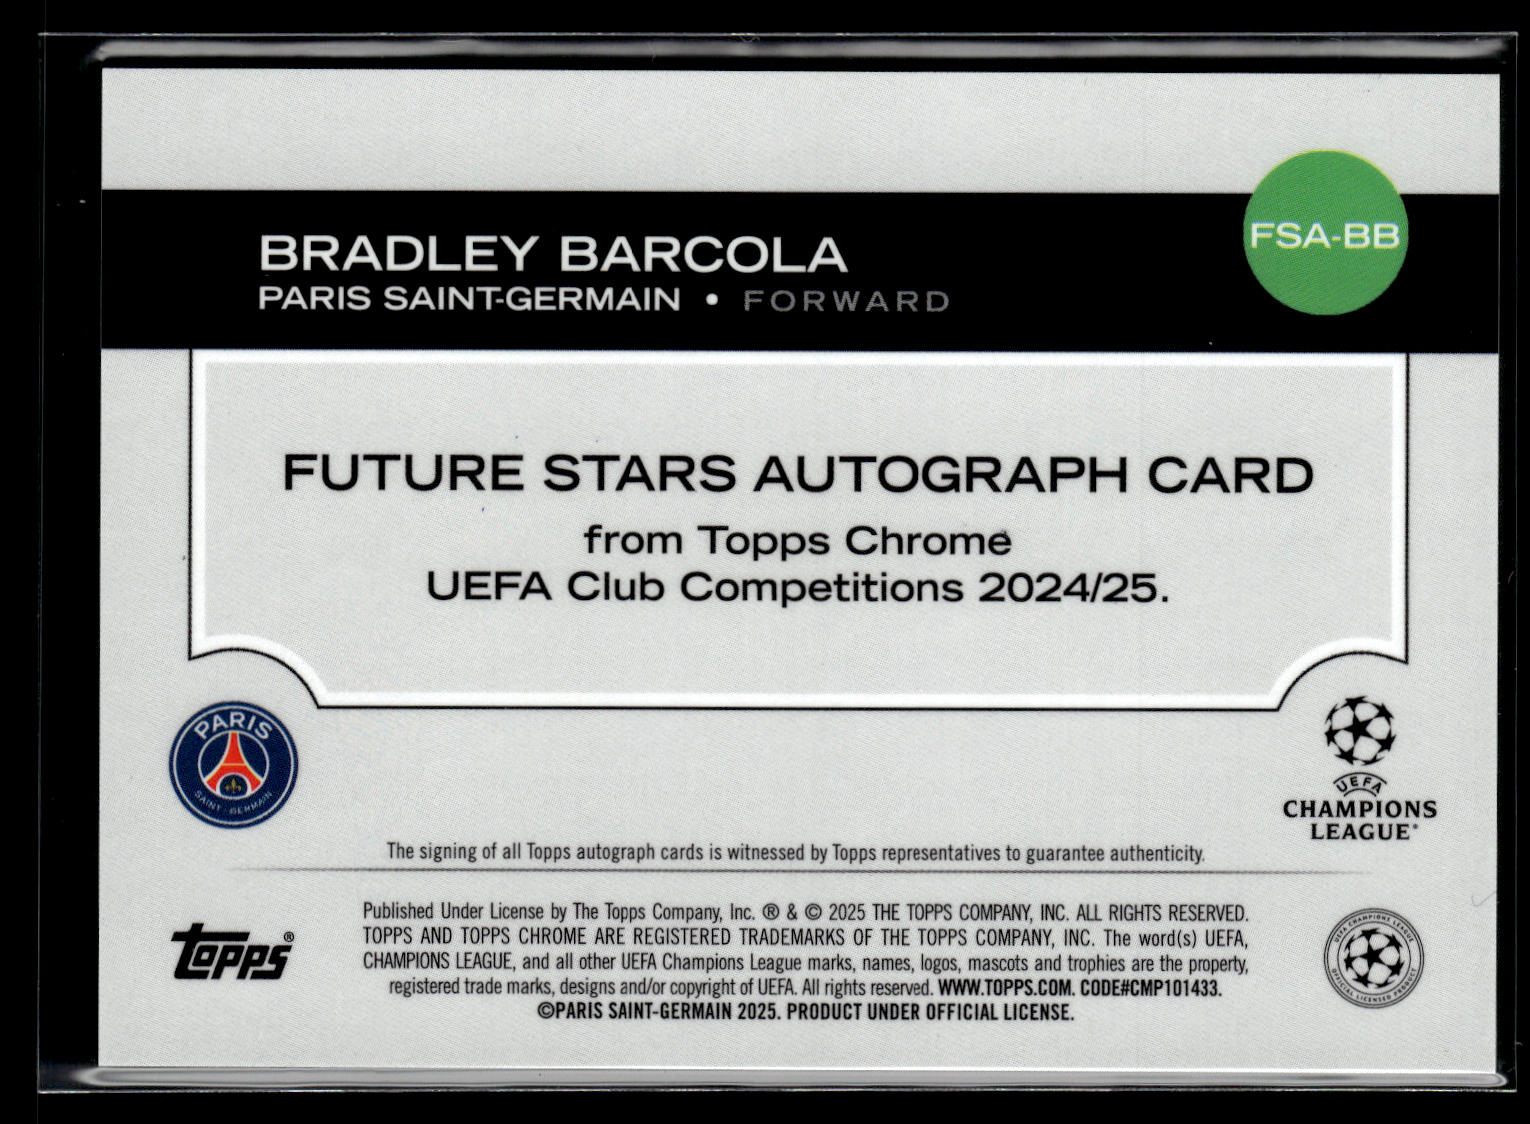 BRADLEY BARCOLA
PARIS SAINT-GERMAIN • FORWARD
FSA-BB
FUTURE STARS AUTOGRAPH CARD
from Topps Chrome
UEFA Club Competitions 2024/25.
PARIS
SAINT-GERMAIN
UEFA
CHAMPIONS
LEAGUE®
The signing of all Topps autograph cards is witnessed by Topps representatives to guarantee authenticity.
Topps®
Published Under License by The Topps Company, Inc. ® & © 2025 THE TOPPS COMPANY, INC. ALL RIGHTS RESERVED.
TOPPS AND TOPPS CHROME ARE REGISTERED TRADEMARKS OF THE TOPPS COMPANY, INC. The word(s) UEFA,
CHAMPIONS LEAGUE, and all other UEFA Champions League marks, names, logos, mascots and trophies are the property,
registered trade marks, designs and/or copyright of UEFA. All rights reserved. WWW.TOPPS.COM. CODE#CMP101433.
©PARIS SAINT-GERMAIN 2025. PRODUCT UNDER OFFICIAL LICENSE.
UEFA CHAMPIONS LEAGUE
OFFICIAL LICENSED PRODUCT